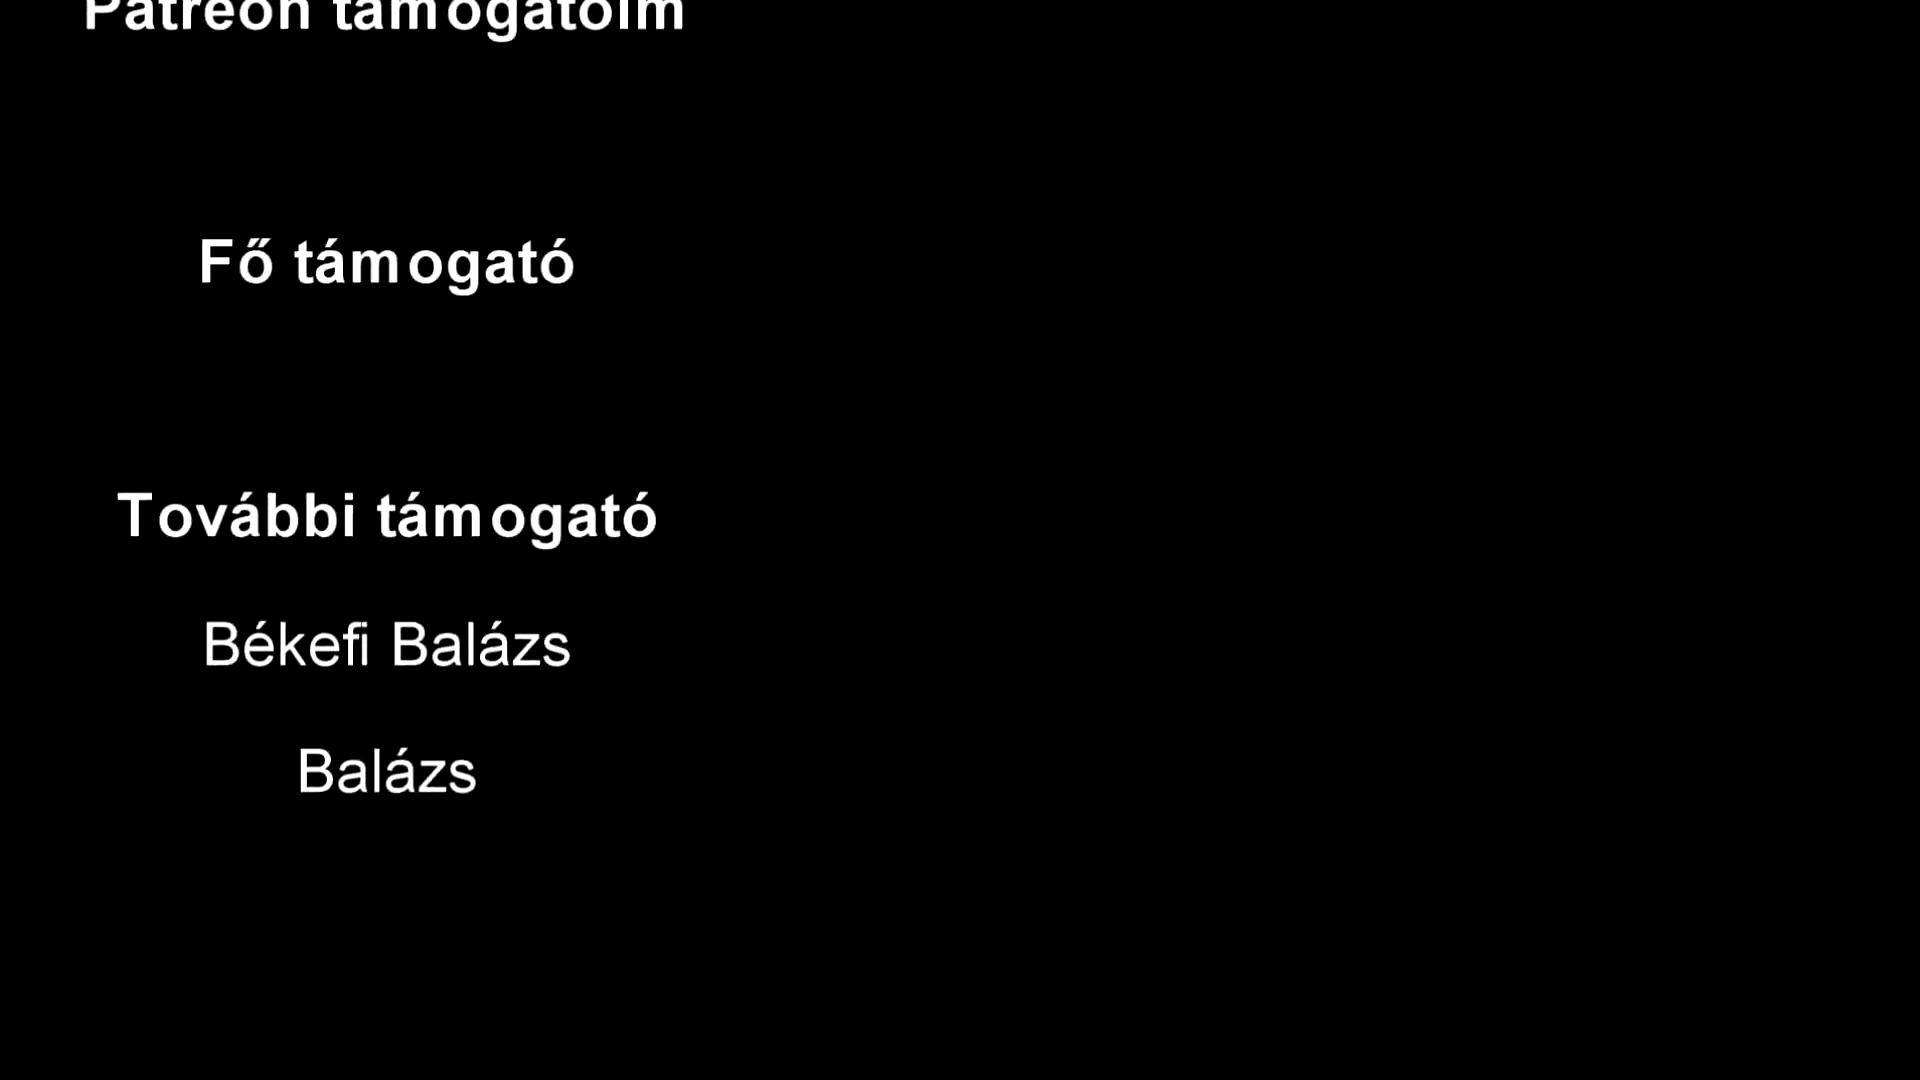 Patreon támogatóim
Fő támogató
További támogató
Békefi Balázs
Balázs